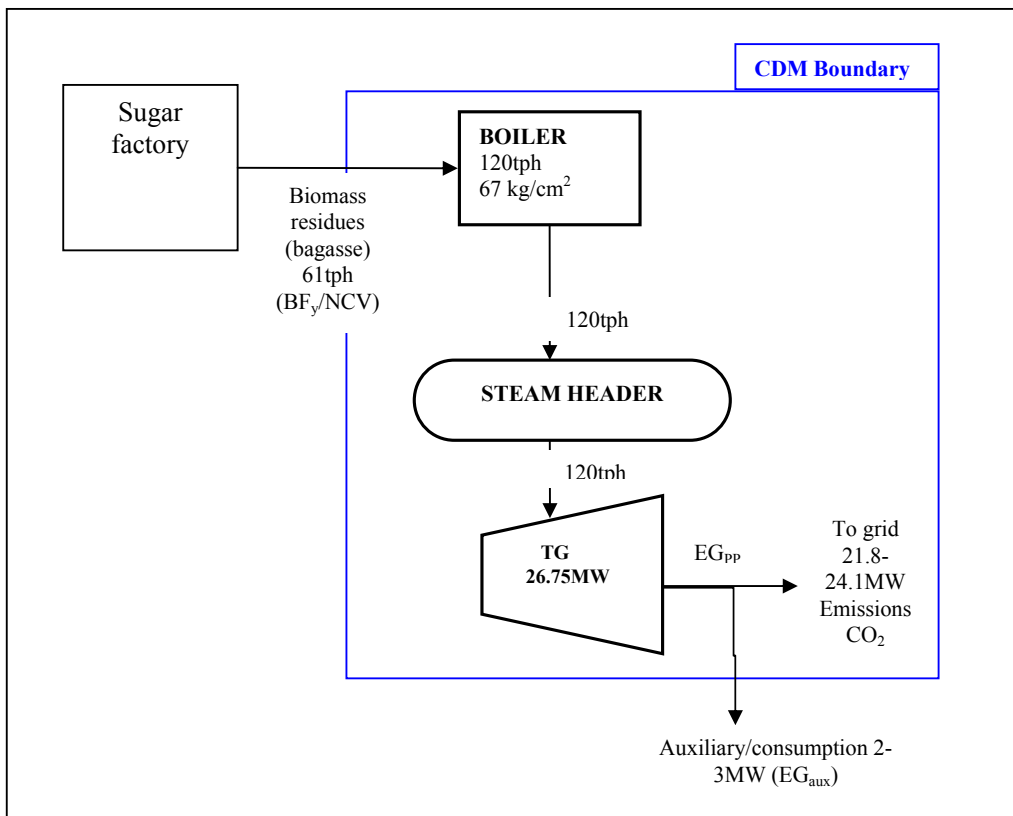 CDM Boundary
Sugar
factory
BOILER
120tph
67 kg/cm²
Biomass
residues
(bagasse)
61tph
(BFy/NCV)
120tph
STEAM HEADER
120tph
TG
26.75MW
EGPP
To grid
21.8-
24.1MW
Emissions
CO₂
Auxiliary/consumption 2-
3MW (EGaux)